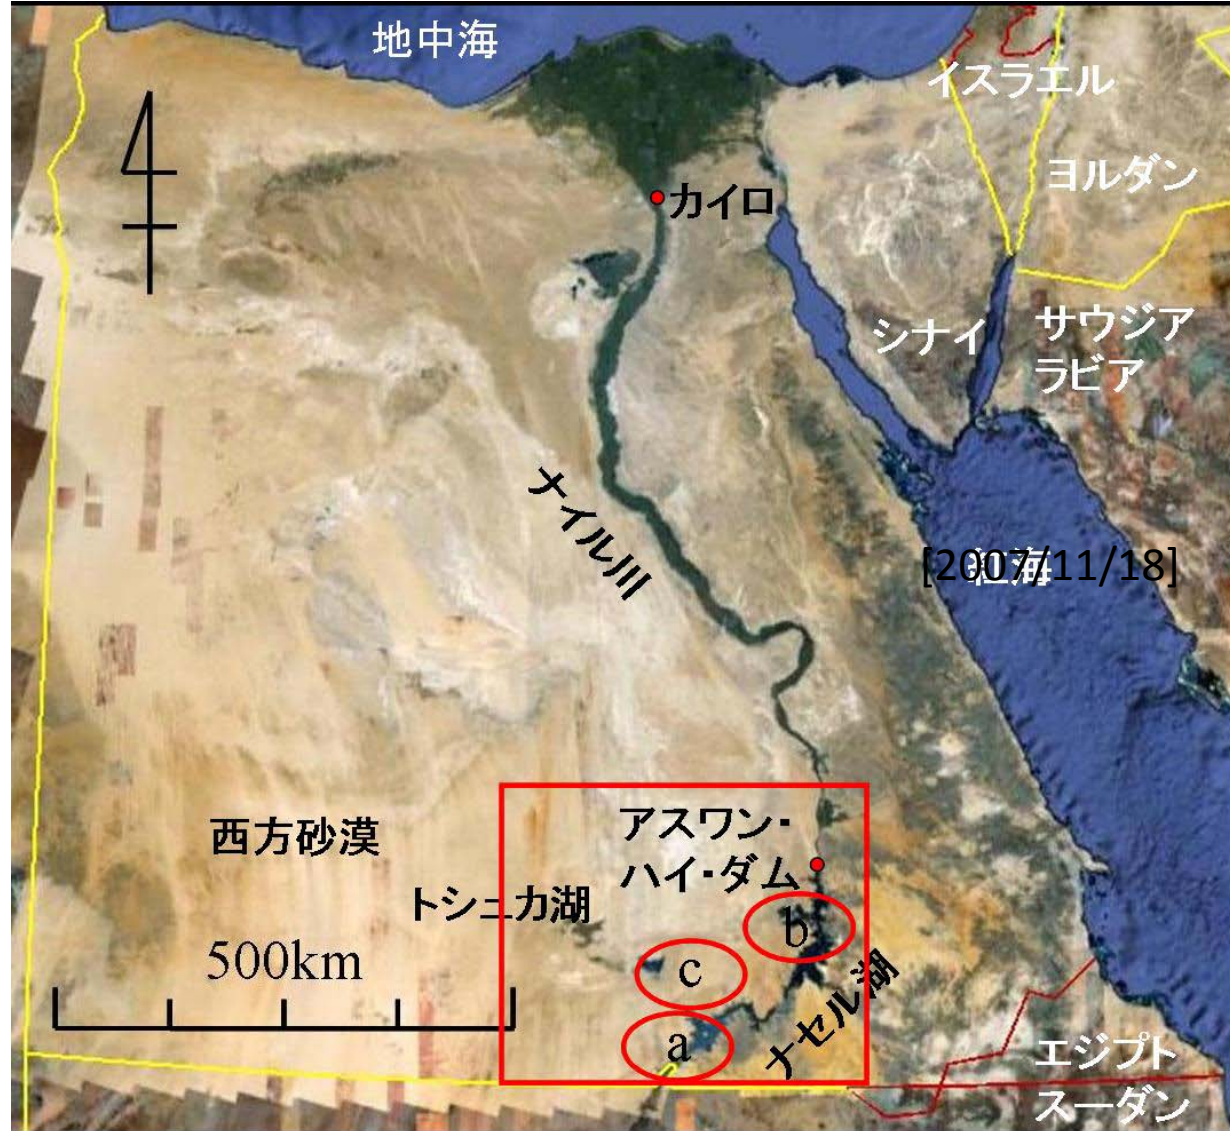 地中海
イスラエル
ヨルダン
カイロ
シナイ
サウジア
ラビア
ナイル川
紅海
[2007/11/18]
アスワン・
ハイ・ダム
西方砂漠
トシュカ湖
b
500km
c
ナセル湖
a
エジプト
スーダン